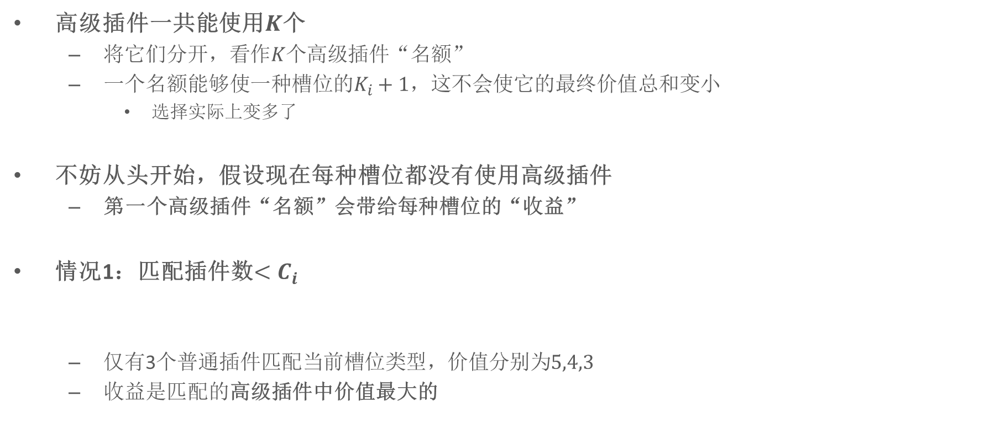 • 高级插件一共能使用K个
– 将它们分开，看作K个高级插件“名额”
– 一个名额能够使一种槽位的Kᵢ + 1，这不会使它的最终价值总和变小
• 选择实际上变多了
• 不妨从头开始，假设现在每种槽位都没有使用高级插件
– 第一个高级插件“名额”会带给每种槽位的“收益”
• 情况1：匹配插件数< Cᵢ
– 仅有3个普通插件匹配当前槽位类型，价值分别为5,4,3
– 收益是匹配的高级插件中价值最大的